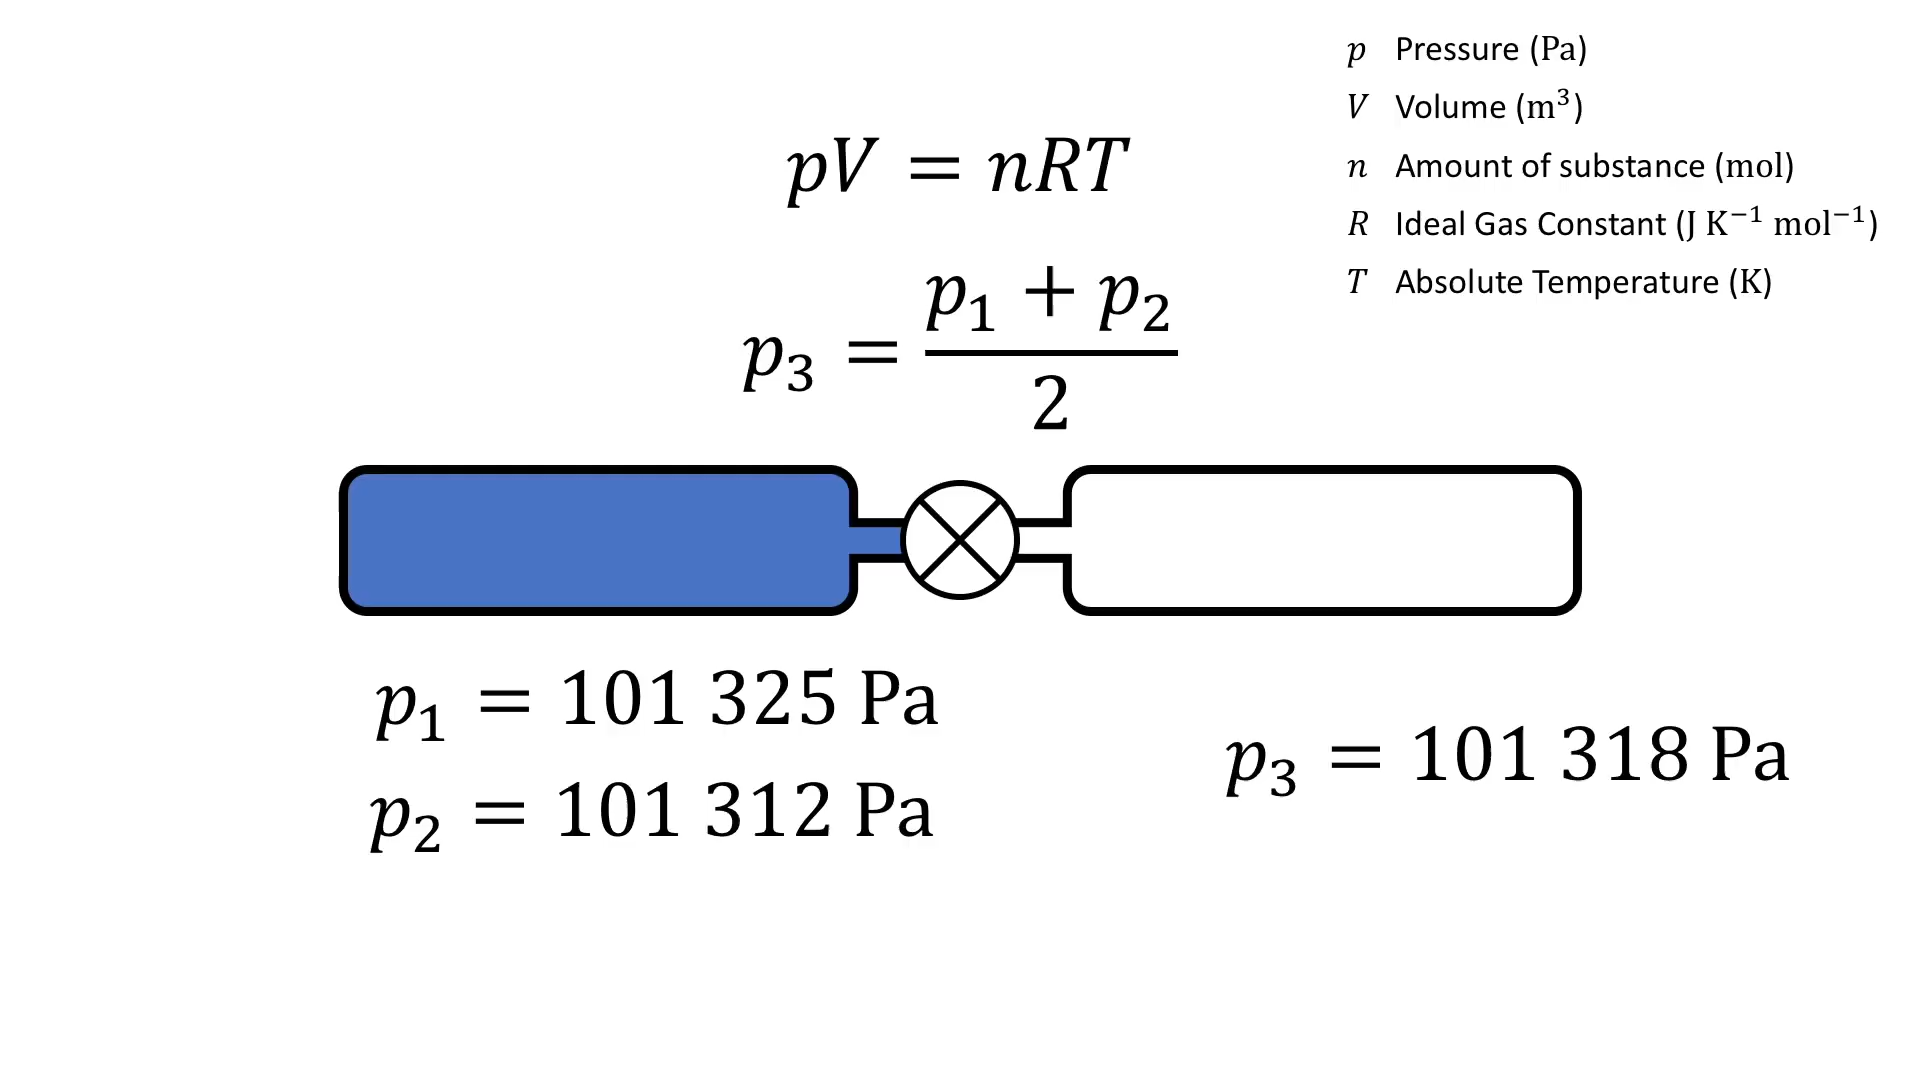 p Pressure (Pa)
V Volume (m³)
n Amount of substance (mol)
R Ideal Gas Constant (J K⁻¹ mol⁻¹)
T Absolute Temperature (K)
pV = nRT
p₃ = (p₁ + p₂)/2
p₁ = 101 325 Pa
p₂ = 101 312 Pa
p₃ = 101 318 Pa